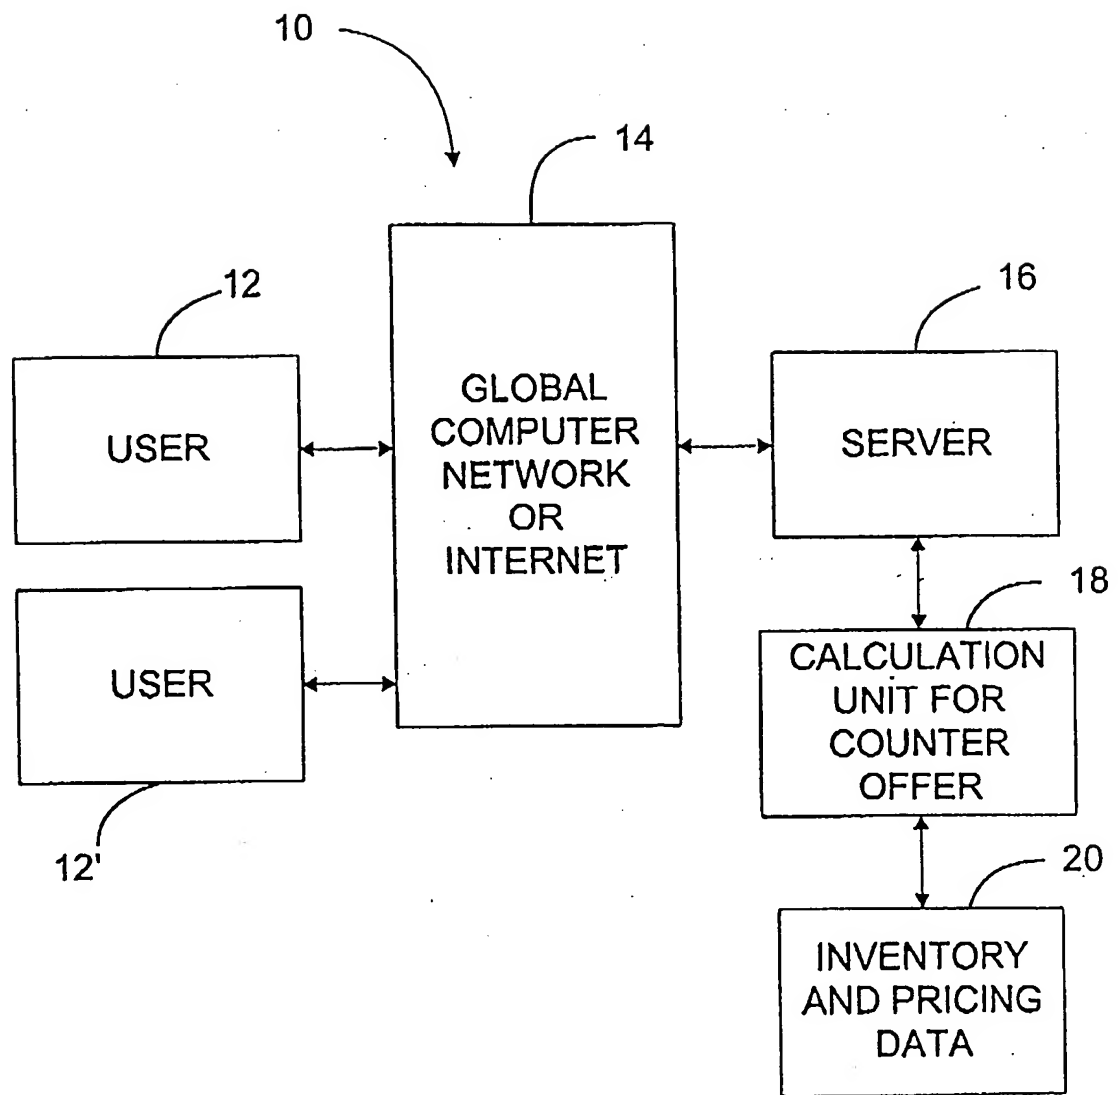 10
14
12
16
GLOBAL
COMPUTER
NETWORK
OR
INTERNET
USER
SERVER
18
USER
CALCULATION
UNIT FOR
COUNTER
OFFER
12'
20
INVENTORY
AND PRICING
DATA